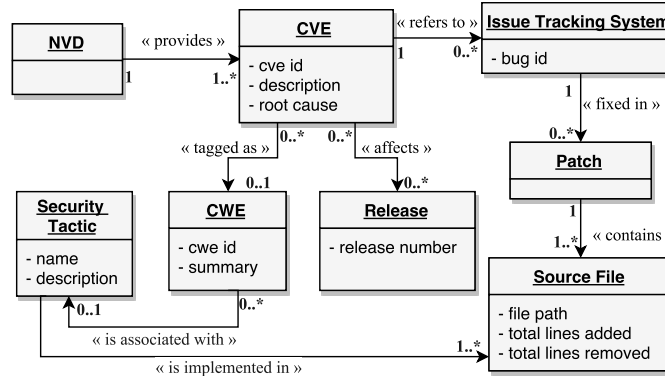 NVD
« provides »
1
1..*
CVE
- cve id
- description
- root cause
« refers to »
1
0..*
Issue Tracking System
- bug id
1
« fixed in »
0..*
« tagged as »
0..*
0..*
« affects »
0..1
0..*
Patch
1
1..*
« contains
Security
Tactic
- name
- description
0..1
CWE
- cwe id
- summary
0..*
Release
- release number
Source File
- file path
- total lines added
- total lines removed
« is associated with »
1..*
« is implemented in »